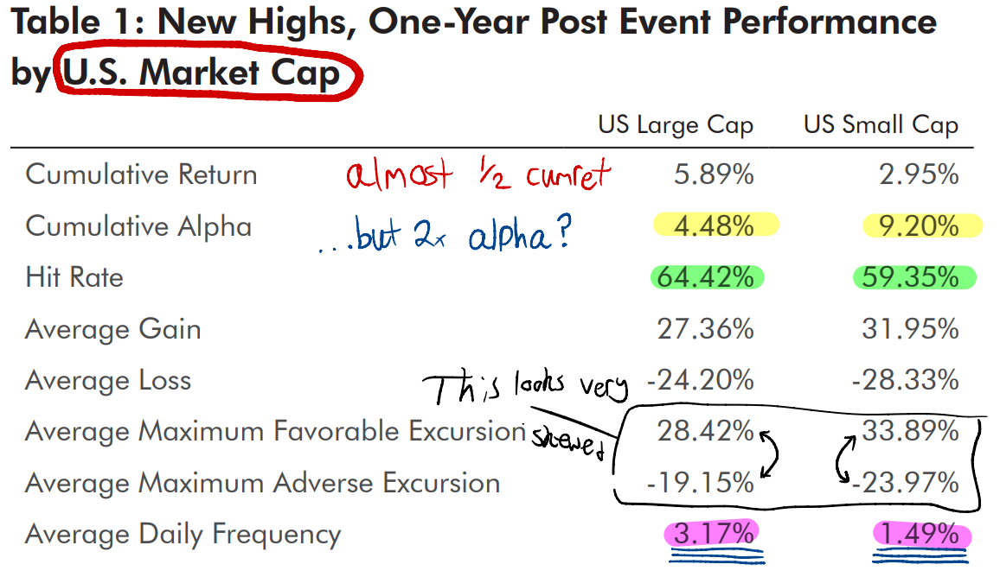 Table 1: New Highs, One-Year Post Event Performance
by U.S. Market Cap
US Large Cap US Small Cap
Cumulative Return almost 1/2 cumret 5.89% 2.95%
Cumulative Alpha ...but 2x alpha? 4.48% 9.20%
Hit Rate 64.42% 59.35%
Average Gain 27.36% 31.95%
Average Loss -24.20% -28.33%
This looks very
Average Maximum Favorable Excursion 28.42% 33.89%
skewed
Average Maximum Adverse Excursion -19.15% -23.97%
Average Daily Frequency 3.17% 1.49%